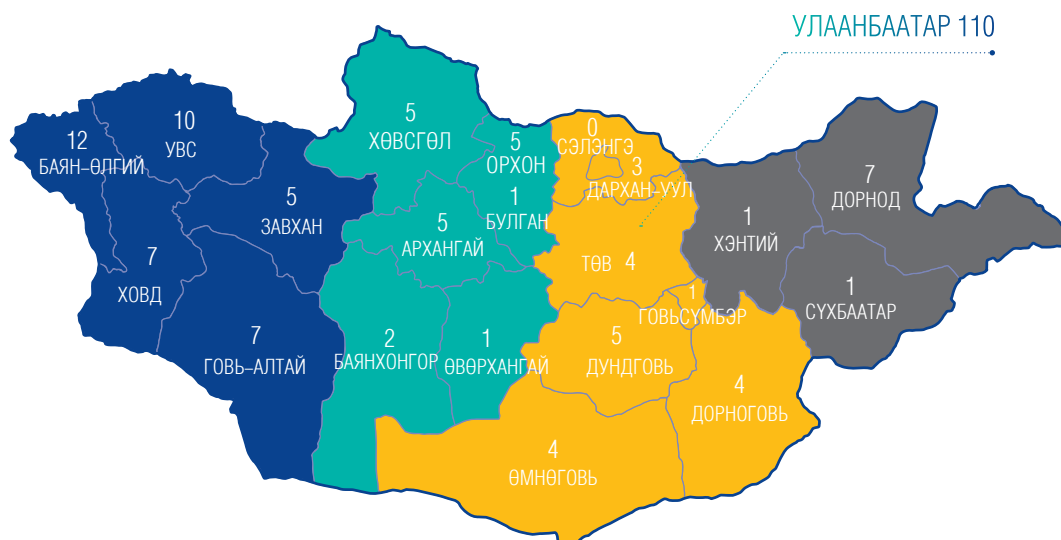 УЛААНБААТАР 110
12
БАЯН-ӨЛГИЙ
10
УВС
5
ЗАВХАН
7
ХОВД
7
ГОВЬ-АЛТАЙ
5
ХӨВСГӨЛ
5
ОРХОН
1
БУЛГАН
5
АРХАНГАЙ
2
БАЯНХОНГОР
1
ӨВӨРХАНГАЙ
0
СЭЛЭНГЭ
3
ДАРХАН-УУЛ
ТӨВ 4
1
ГОВЬСҮМБЭР
5
ДУНДГОВЬ
4
ДОРНОГОВЬ
4
ӨМНӨГОВЬ
1
ХЭНТИЙ
7
ДОРНОД
1
СҮХБААТАР